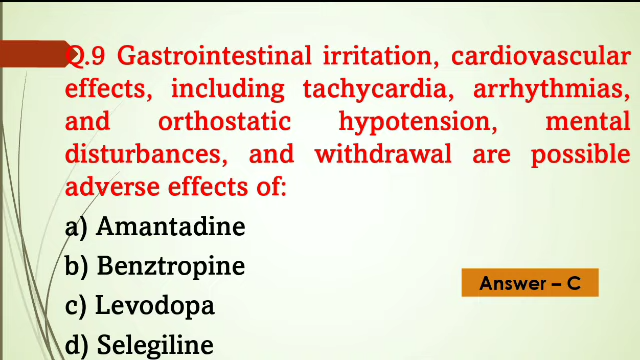 Q.9 Gastrointestinal irritation, cardiovascular
effects, including tachycardia, arrhythmias,
and orthostatic hypotension, mental
disturbances, and withdrawal are possible
adverse effects of:
a) Amantadine
b) Benztropine
c) Levodopa
d) Selegiline
Answer – C